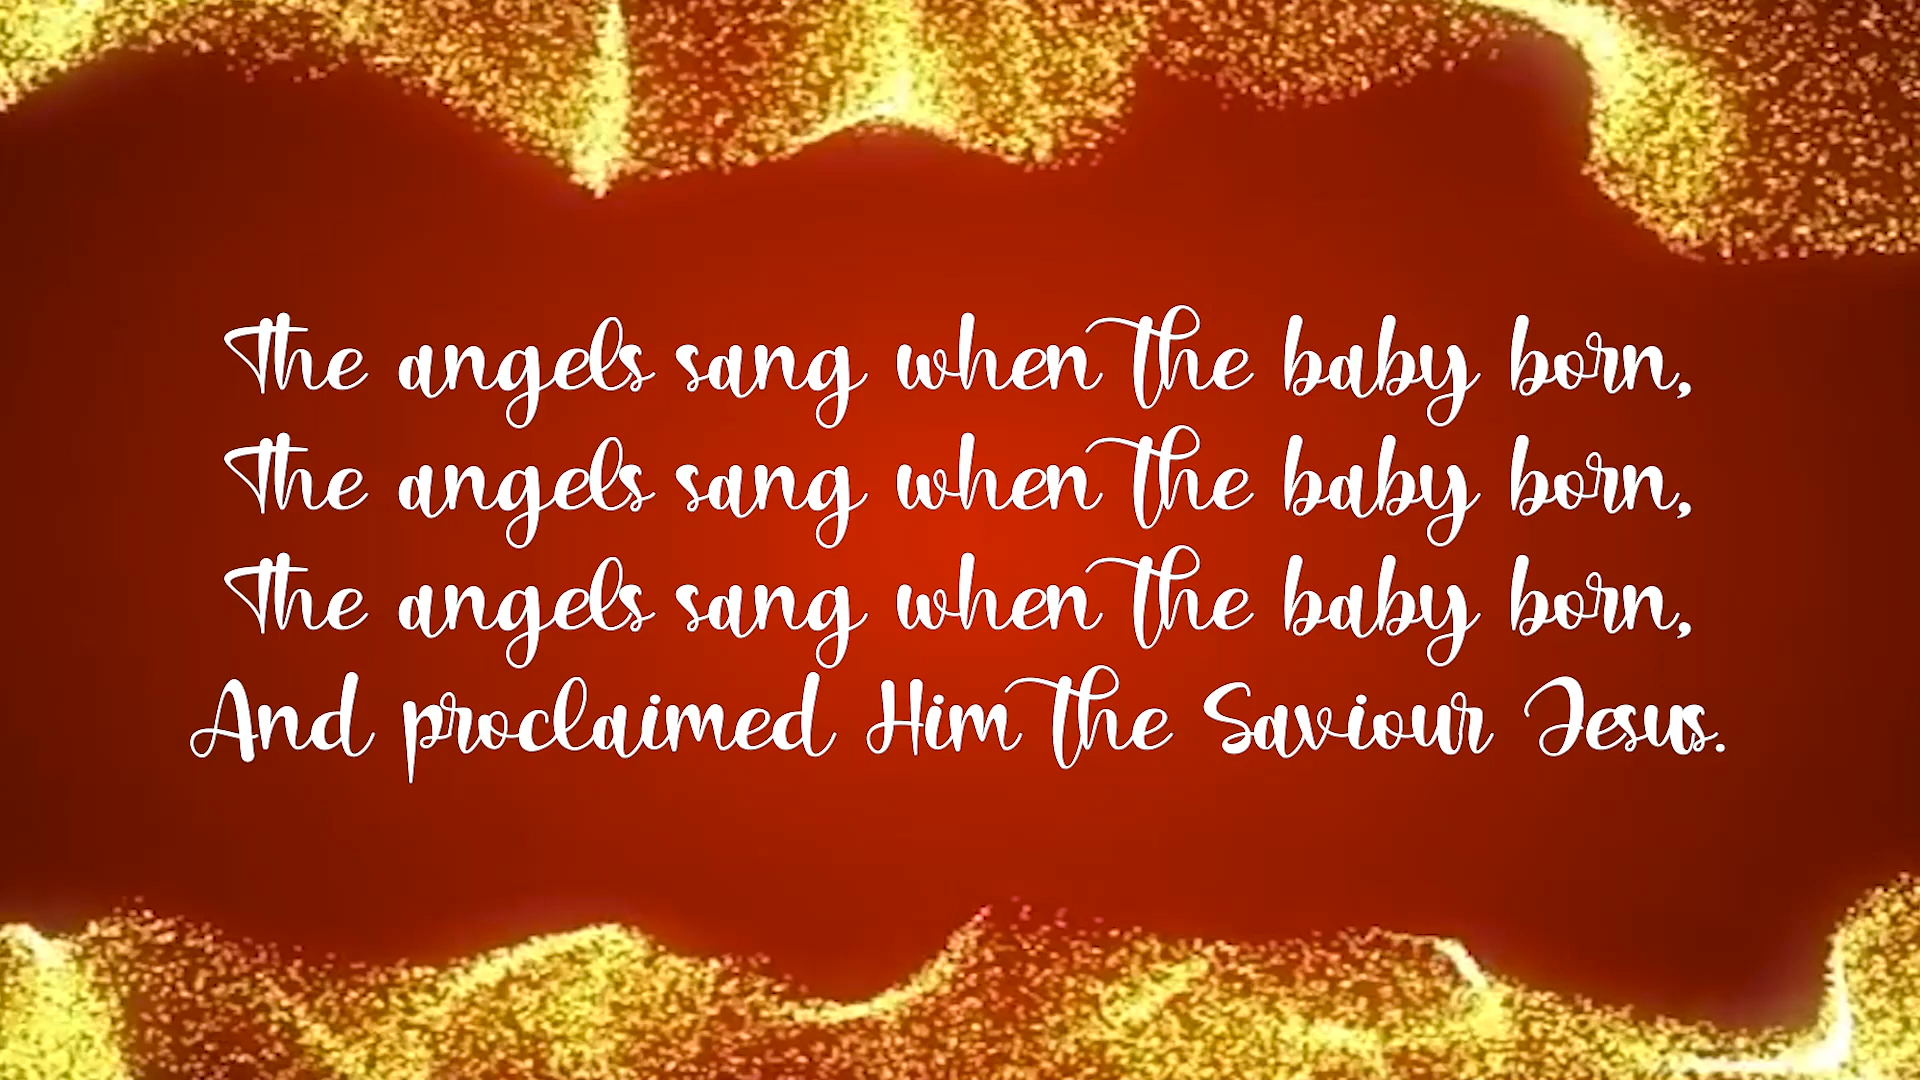 The angels sang when the baby born,
The angels sang when the baby born,
The angels sang when the baby born,
And proclaimed Him the Saviour Jesus.